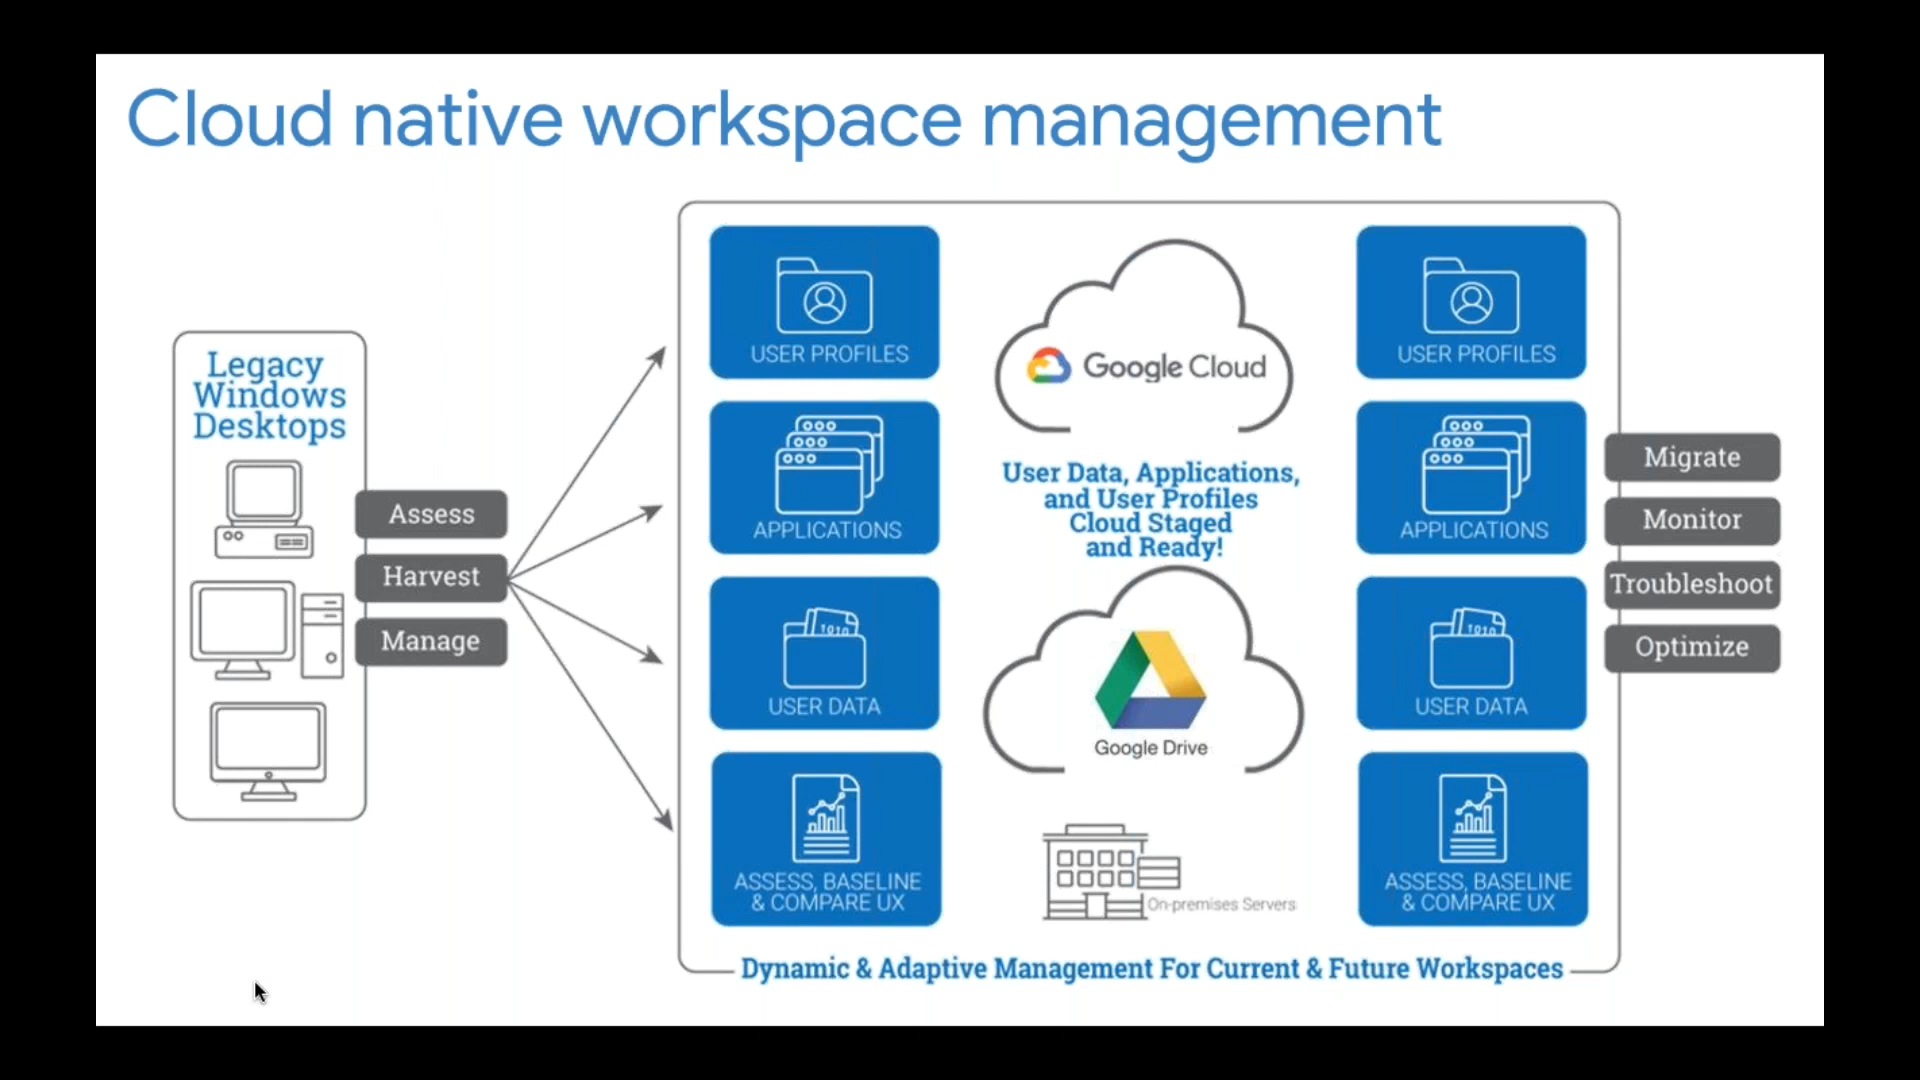 Cloud native workspace management
Legacy
Windows
Desktops
Assess
Harvest
Manage
USER PROFILES
APPLICATIONS
1010
USER DATA
ASSESS, BASELINE
& COMPARE UX
Google Cloud
User Data, Applications,
and User Profiles
Cloud Staged
and Ready!
Google Drive
On-premises Servers
USER PROFILES
APPLICATIONS
1010
USER DATA
ASSESS, BASELINE
& COMPARE UX
Migrate
Monitor
Troubleshoot
Optimize
Dynamic & Adaptive Management For Current & Future Workspaces